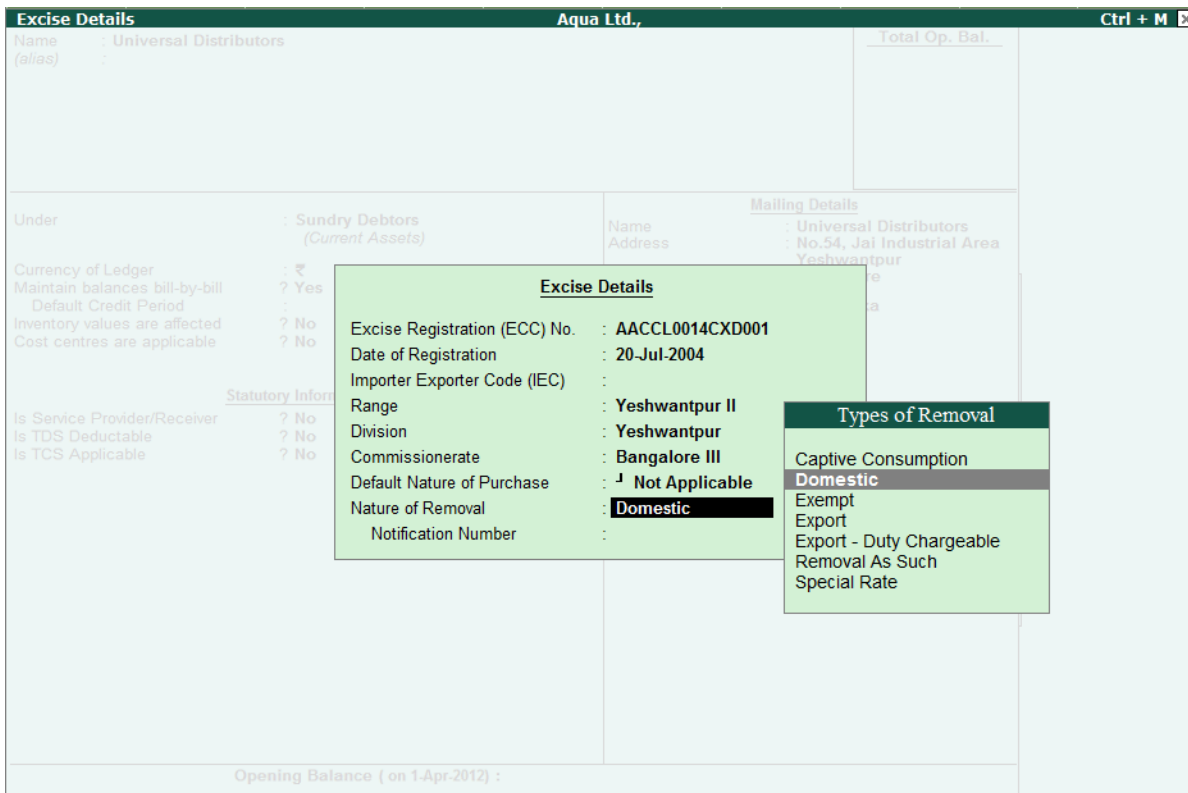 Excise Details Aqua Ltd., Ctrl + M
Name : Universal Distributors
(alias) :
Total Op. Bal.
Under : Sundry Debtors
(Current Assets)
Currency of Ledger : ₹
Maintain balances bill-by-bill ? Yes
Default Credit Period :
Inventory values are affected ? No
Cost centres are applicable ? No
Statutory Inform
Is Service Provider/Receiver ? No
Is TDS Deductable ? No
Is TCS Applicable ? No
Mailing Details
Name : Universal Distributors
Address : No.54, Jai Industrial Area
Yeshwantpur
Excise Details
Excise Registration (ECC) No. : AACCL0014CXD001
Date of Registration : 20-Jul-2004
Importer Exporter Code (IEC) :
Range : Yeshwantpur II
Division : Yeshwantpur
Commissionerate : Bangalore III
Default Nature of Purchase : ┘ Not Applicable
Nature of Removal : Domestic
Notification Number :
Types of Removal
Captive Consumption
Domestic
Exempt
Export
Export - Duty Chargeable
Removal As Such
Special Rate
Opening Balance ( on 1-Apr-2012) :